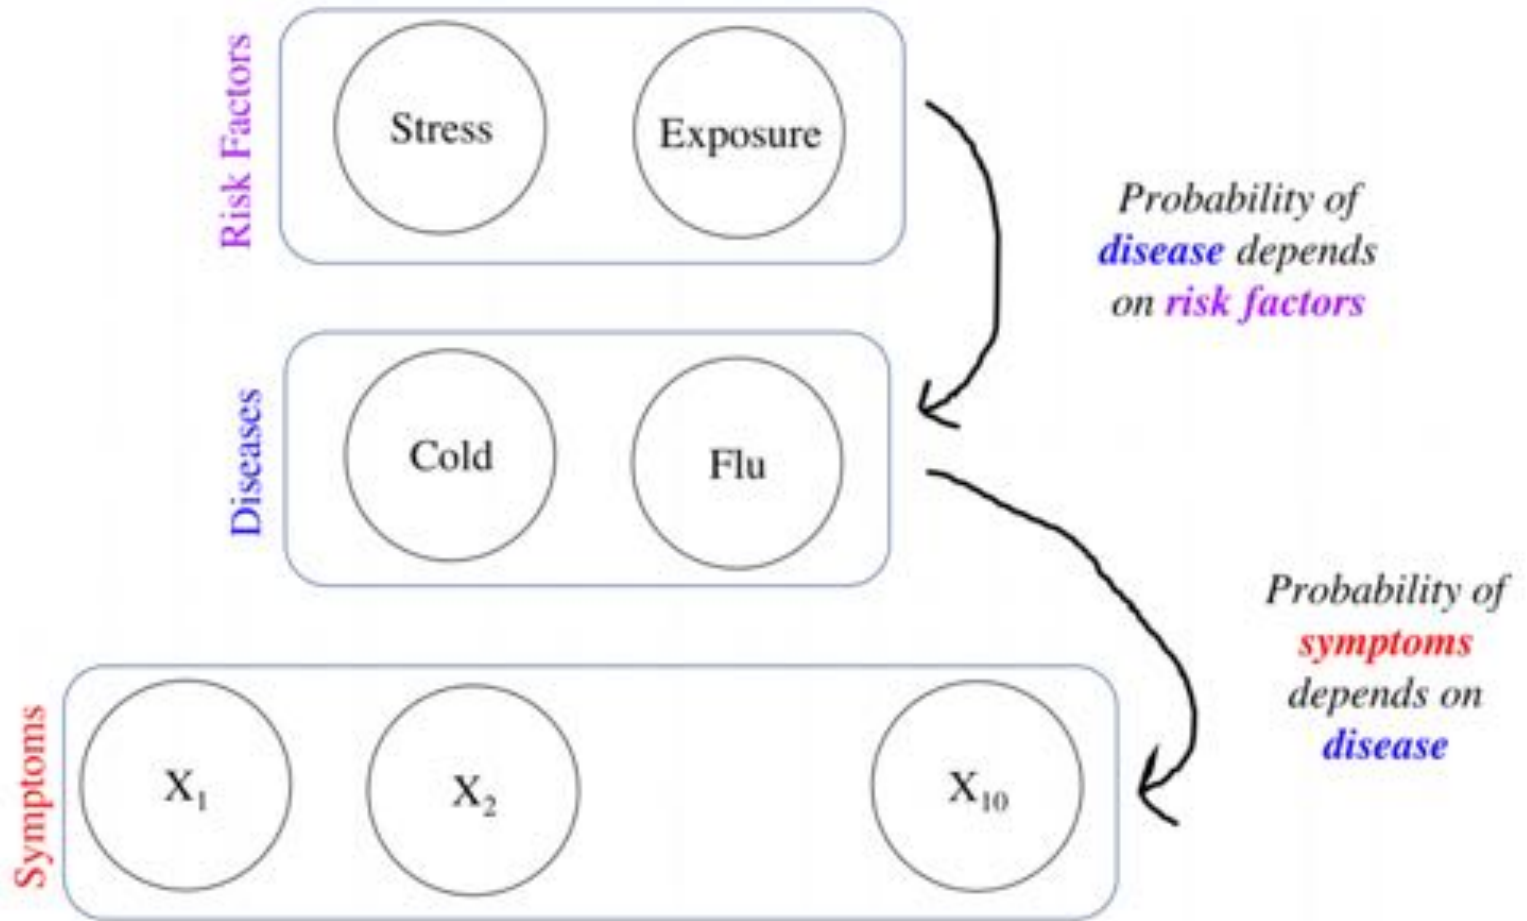 Risk Factors
Stress
Exposure
Probability of
disease depends
on risk factors
Diseases
Cold
Flu
Probability of
symptoms
depends on
disease
Symptoms
X₁
X₂
X₁₀